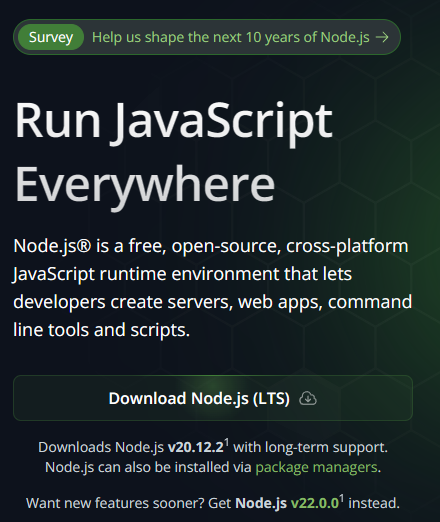 Survey Help us shape the next 10 years of Node.js →
Run JavaScript
Everywhere
Node.js® is a free, open-source, cross-platform
JavaScript runtime environment that lets
developers create servers, web apps, command
line tools and scripts.
Download Node.js (LTS)
Downloads Node.js v20.12.2¹ with long-term support.
Node.js can also be installed via package managers.
Want new features sooner? Get Node.js v22.0.0¹ instead.